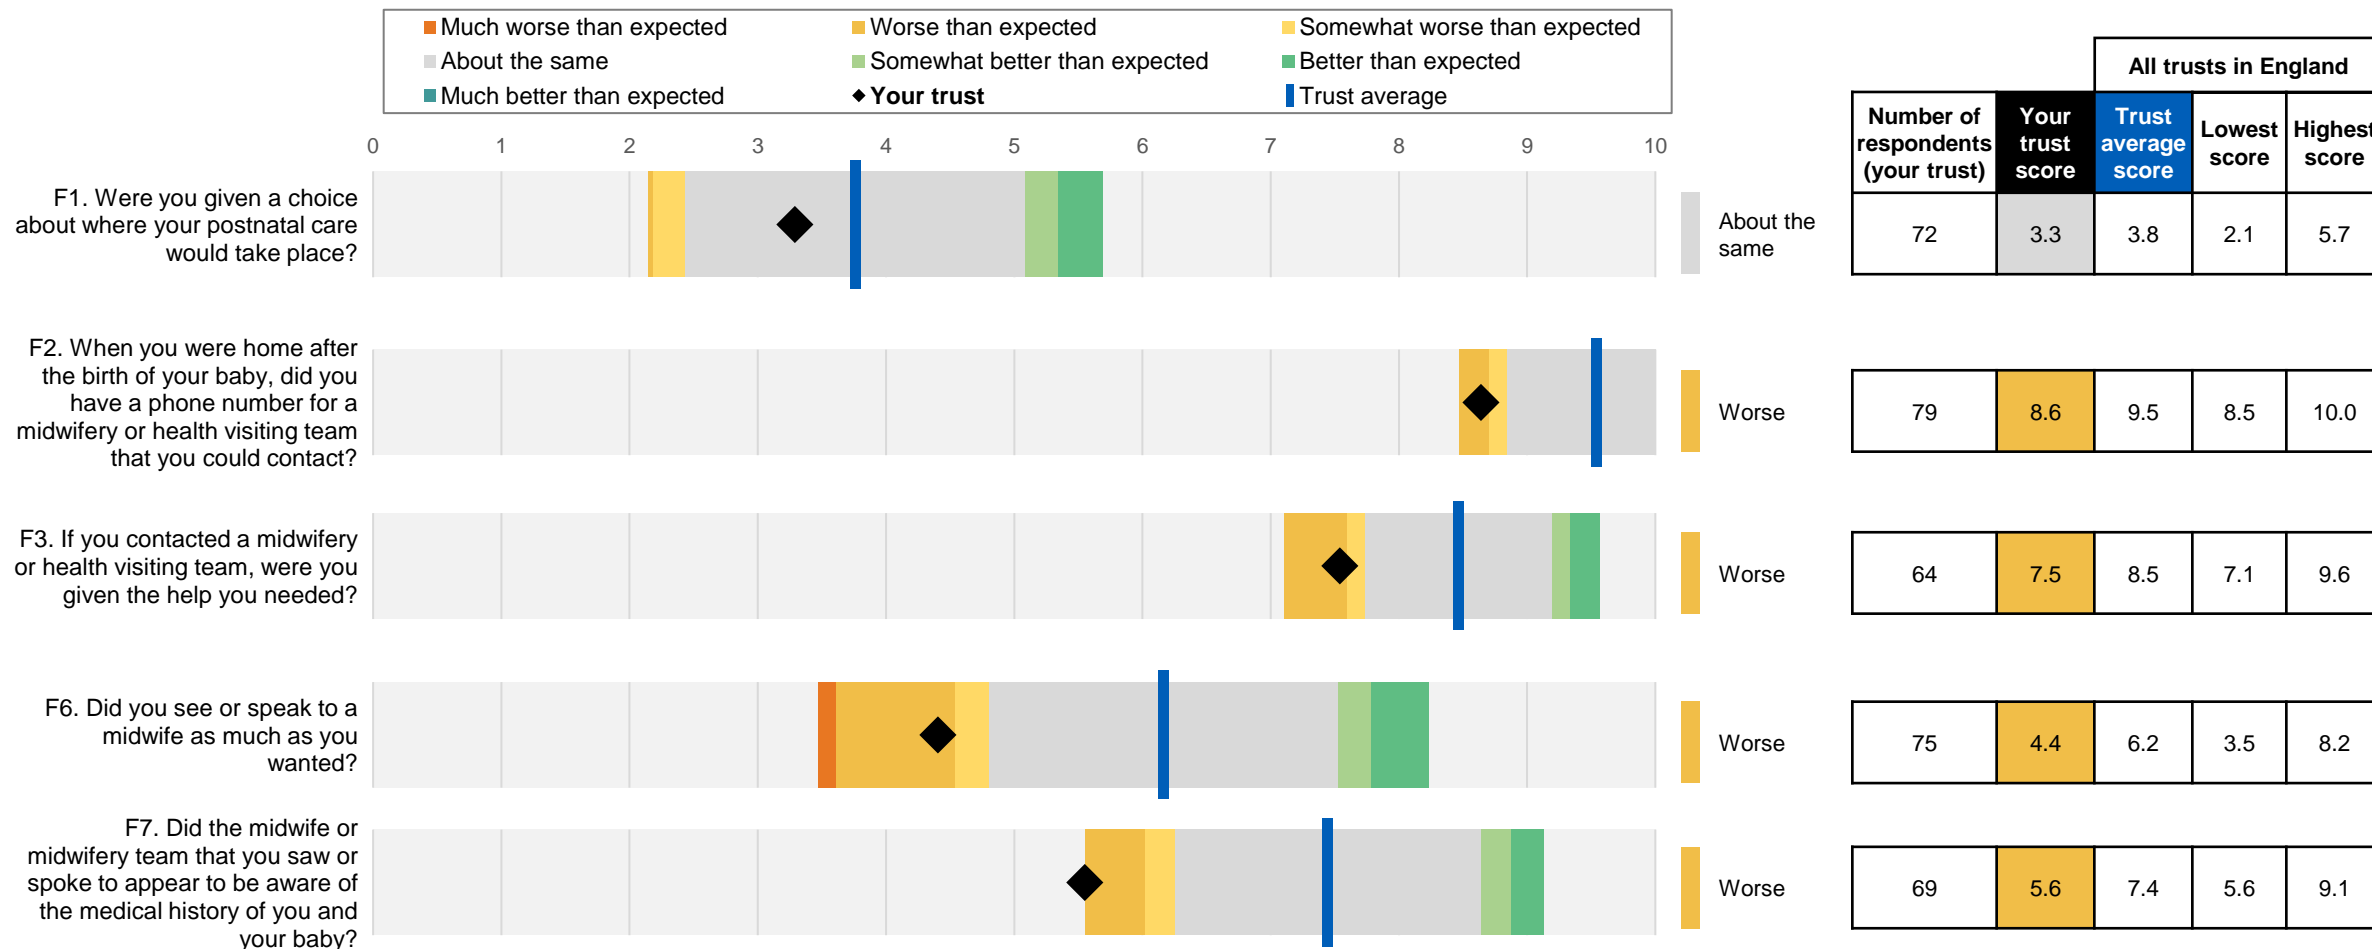 Much worse than expected
Worse than expected
Somewhat worse than expected
About the same
Somewhat better than expected
Better than expected
Much better than expected
Your trust
Trust average
All trusts in England
Number of
respondents
(your trust)
Your
trust
score
Trust
average
score
Lowest
score
Highest
score
0 1 2 3 4 5 6 7 8 9 10
F1. Were you given a choice
about where your postnatal care
would take place?
About the
same
72 3.3 3.8 2.1 5.7
F2. When you were home after
the birth of your baby, did you
have a phone number for a
midwifery or health visiting team
that you could contact?
Worse
79 8.6 9.5 8.5 10.0
F3. If you contacted a midwifery
or health visiting team, were you
given the help you needed?
Worse
64 7.5 8.5 7.1 9.6
F6. Did you see or speak to a
midwife as much as you
wanted?
Worse
75 4.4 6.2 3.5 8.2
F7. Did the midwife or
midwifery team that you saw or
spoke to appear to be aware of
the medical history of you and
your baby?
Worse
69 5.6 7.4 5.6 9.1